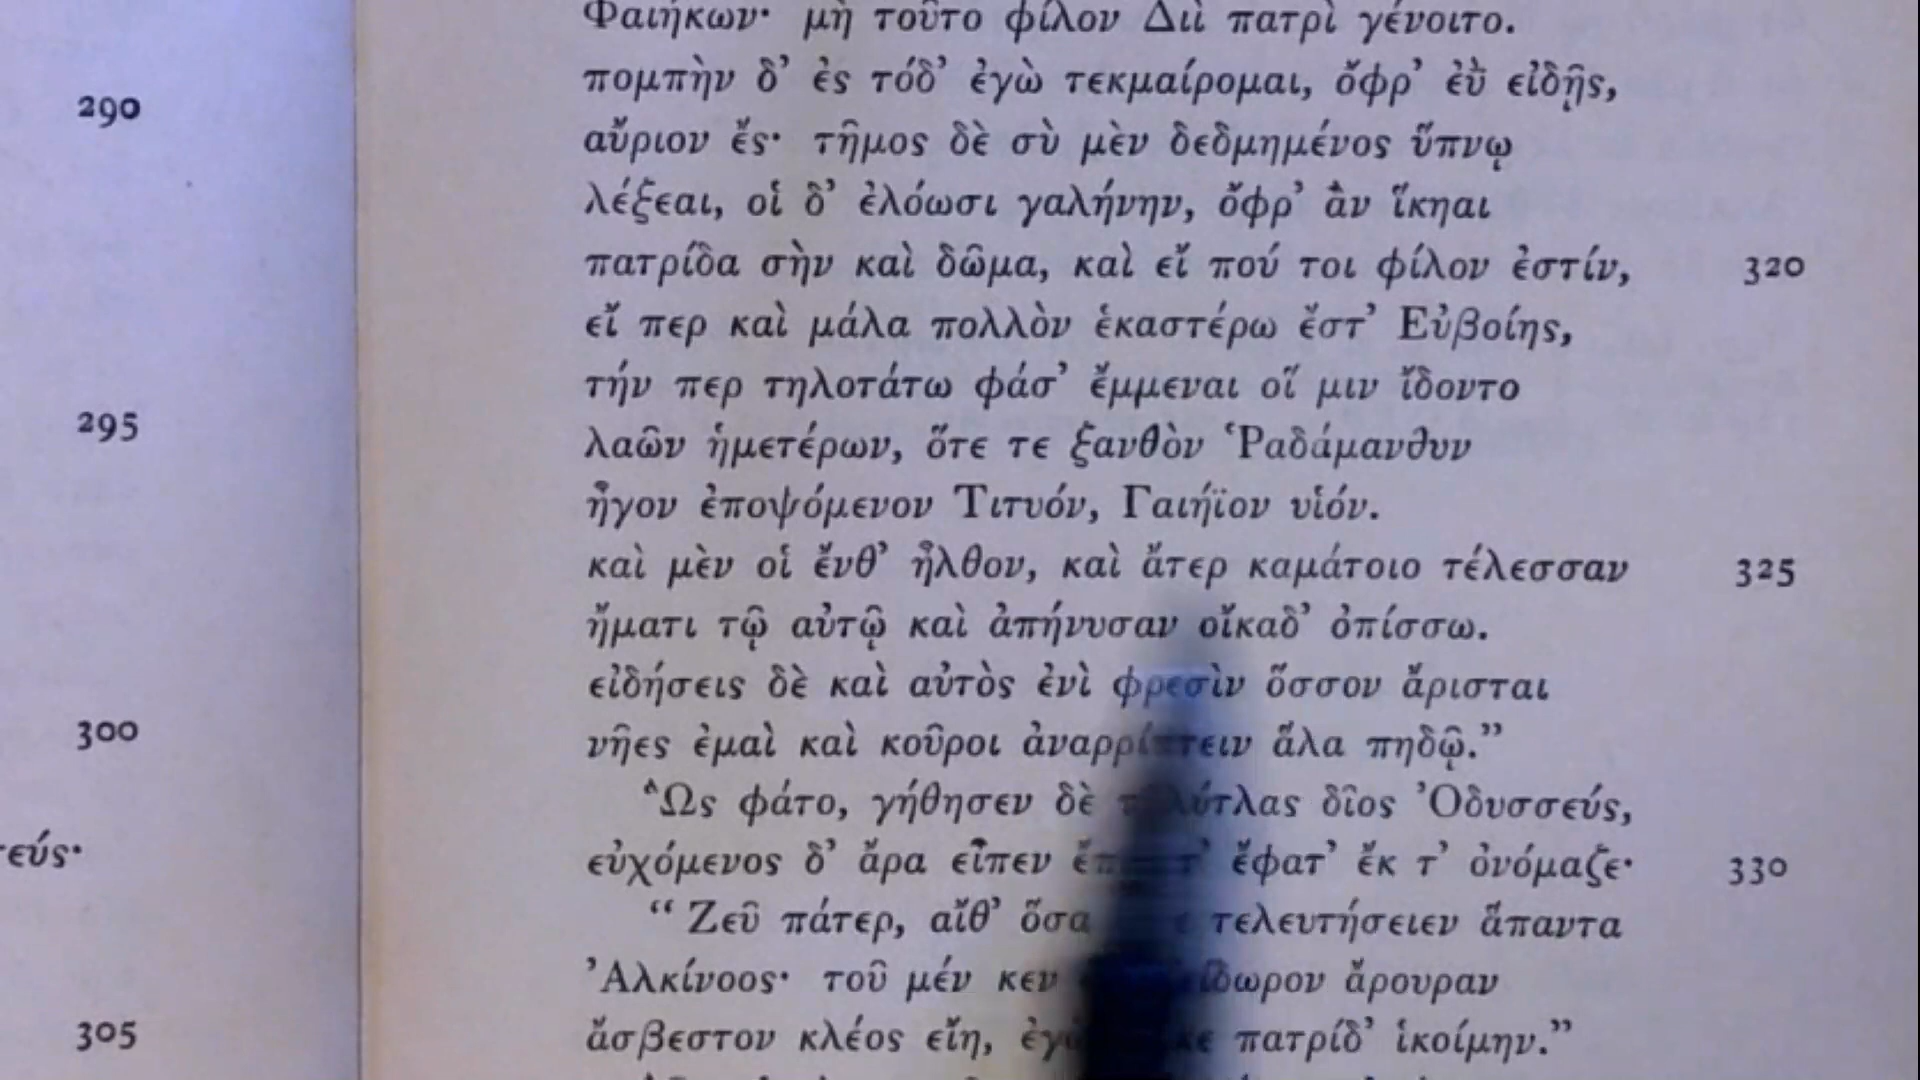 290
295
300
-εύς·
305
Φαιήκων· μὴ τοῦτο φίλον Διὶ πατρὶ γένοιτο.
πομπὴν δ’ ἐς τόδ’ ἐγὼ τεκμαίρομαι, ὄφρ’ ἐῢ εἰδῇς,
αὔριον ἔς· τῆμος δὲ σὺ μὲν δεδμημένος ὕπνῳ
λέξεαι, οἱ δ’ ἐλόωσι γαλήνην, ὄφρ’ ἂν ἵκηαι
πατρίδα σὴν καὶ δῶμα, καὶ εἴ πού τοι φίλον ἐστίν, 320
εἴ περ καὶ μάλα πολλὸν ἑκαστέρω ἔστ’ Εὐβοίης,
τήν περ τηλοτάτω φάσ’ ἔμμεναι οἵ μιν ἴδοντο
λαῶν ἡμετέρων, ὅτε τε ξανθὸν Ῥαδάμανθυν
ἦγον ἐποψόμενον Τιτυόν, Γαιήϊον υἱόν.
καὶ μὲν οἱ ἔνθ’ ἦλθον, καὶ ἄτερ καμάτοιο τέλεσσαν 325
ἤματι τῷ αὐτῷ καὶ ἀπήνυσαν οἴκαδ’ ὀπίσσω.
εἰδήσεις δὲ καὶ αὐτὸς ἐνὶ φρεσὶν ὅσσον ἄρισται
νῆες ἐμαὶ καὶ κοῦροι ἀναρρίπτειν ἅλα πηδῷ.”
Ὣς φάτο, γήθησεν δὲ πολύτλας δῖος Ὀδυσσεύς,
εὐχόμενος δ’ ἄρα εἶπεν ἔφατ’ ἔκ τ’ ὀνόμαζε· 330
“Ζεῦ πάτερ, αἴθ’ ὅσα τελευτήσειεν ἅπαντα
Ἀλκίνοος· τοῦ μέν κεν ἄρουραν
ἄσβεστον κλέος εἴη, πατρίδ’ ἱκοίμην.”